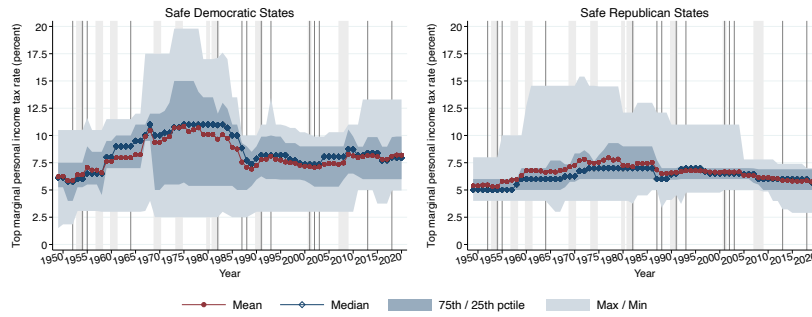 Safe Democratic States
Top marginal personal income tax rate (percent)
20
17.5
15
12.5
10
7.5
5
2.5
0
1950 1955 1960 1964 1970 1975 1980 1985 1990 1995 2000 2005 2010 2015 2020
Year
Safe Republican States
Top marginal personal income tax rate (percent)
20
17.5
15
12.5
10
7.5
5
2.5
0
1950 1955 1960 1964 1970 1975 1980 1985 1990 1995 2000 2005 2010 2015 2020
Year
Mean Median 75th / 25th pctile Max / Min